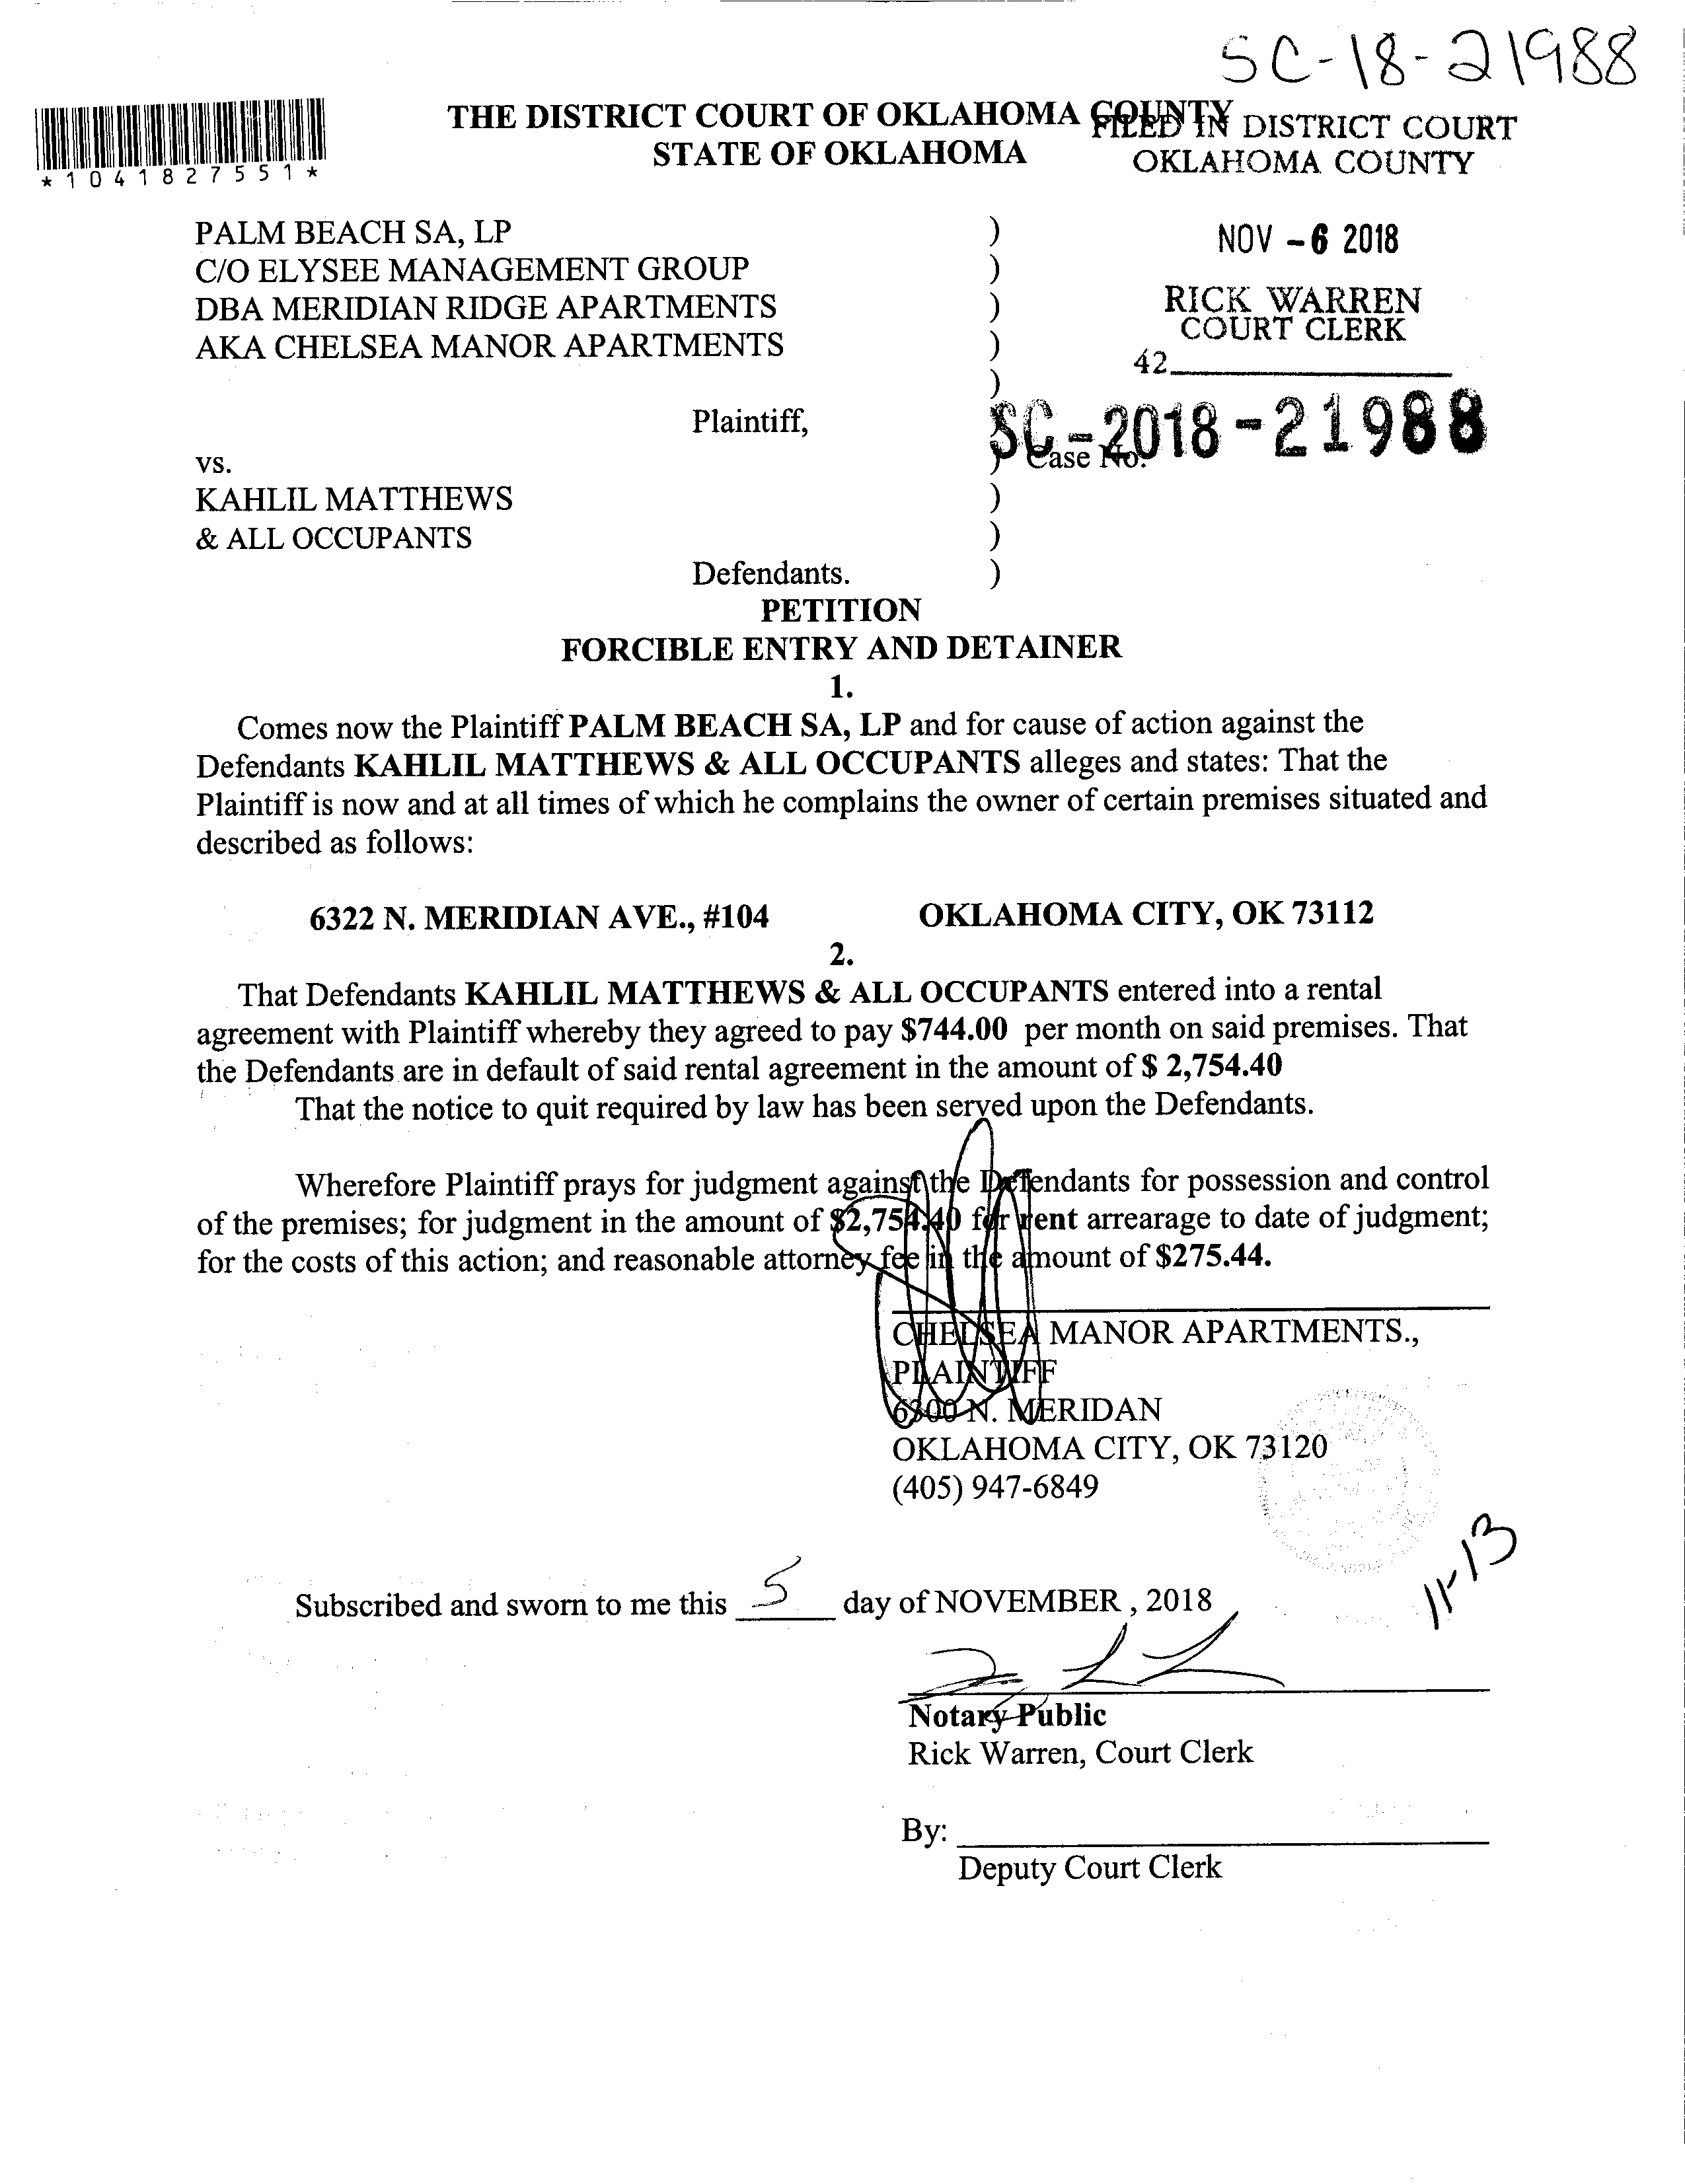 SC-18-21988
*1041827551*
THE DISTRICT COURT OF OKLAHOMA COUNTY
STATE OF OKLAHOMA
FILED IN DISTRICT COURT
OKLAHOMA COUNTY
NOV - 6 2018
RICK WARREN
COURT CLERK
42
PALM BEACH SA, LP )
C/O ELYSEE MANAGEMENT GROUP )
DBA MERIDIAN RIDGE APARTMENTS )
AKA CHELSEA MANOR APARTMENTS )
)
Plaintiff, )
SC-2018-21988
vs. ) Case No.
KAHLIL MATTHEWS )
& ALL OCCUPANTS )
Defendants. )
PETITION
FORCIBLE ENTRY AND DETAINER
1.
Comes now the Plaintiff PALM BEACH SA, LP and for cause of action against the
Defendants KAHLIL MATTHEWS & ALL OCCUPANTS alleges and states: That the
Plaintiff is now and at all times of which he complains the owner of certain premises situated and
described as follows:
6322 N. MERIDIAN AVE., #104 OKLAHOMA CITY, OK 73112
2.
That Defendants KAHLIL MATTHEWS & ALL OCCUPANTS entered into a rental
agreement with Plaintiff whereby they agreed to pay $744.00 per month on said premises. That
the Defendants are in default of said rental agreement in the amount of $ 2,754.40
That the notice to quit required by law has been served upon the Defendants.
Wherefore Plaintiff prays for judgment against the Defendants for possession and control
of the premises; for judgment in the amount of $2,754.40 for rent arrearage to date of judgment;
for the costs of this action; and reasonable attorney fee in the amount of $275.44.
CHELSEA MANOR APARTMENTS.,
PLAINTIFF
6300 N. MERIDAN
OKLAHOMA CITY, OK 73120
(405) 947-6849
11-13
Subscribed and sworn to me this 5 day of NOVEMBER , 2018
Notary Public
Rick Warren, Court Clerk
By:
Deputy Court Clerk